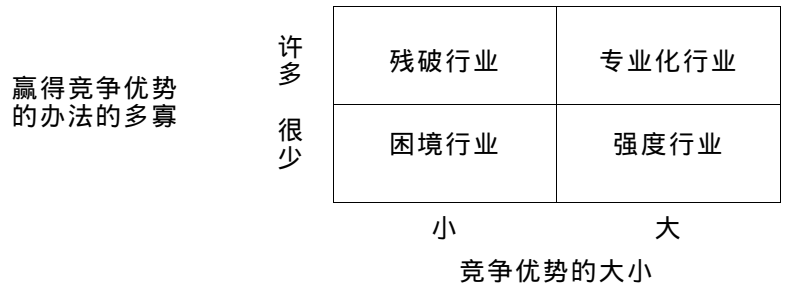 赢得竞争优势
的办法的多寡
许多
残破行业
专业化行业
很少
困境行业
强度行业
小
大
竞争优势的大小